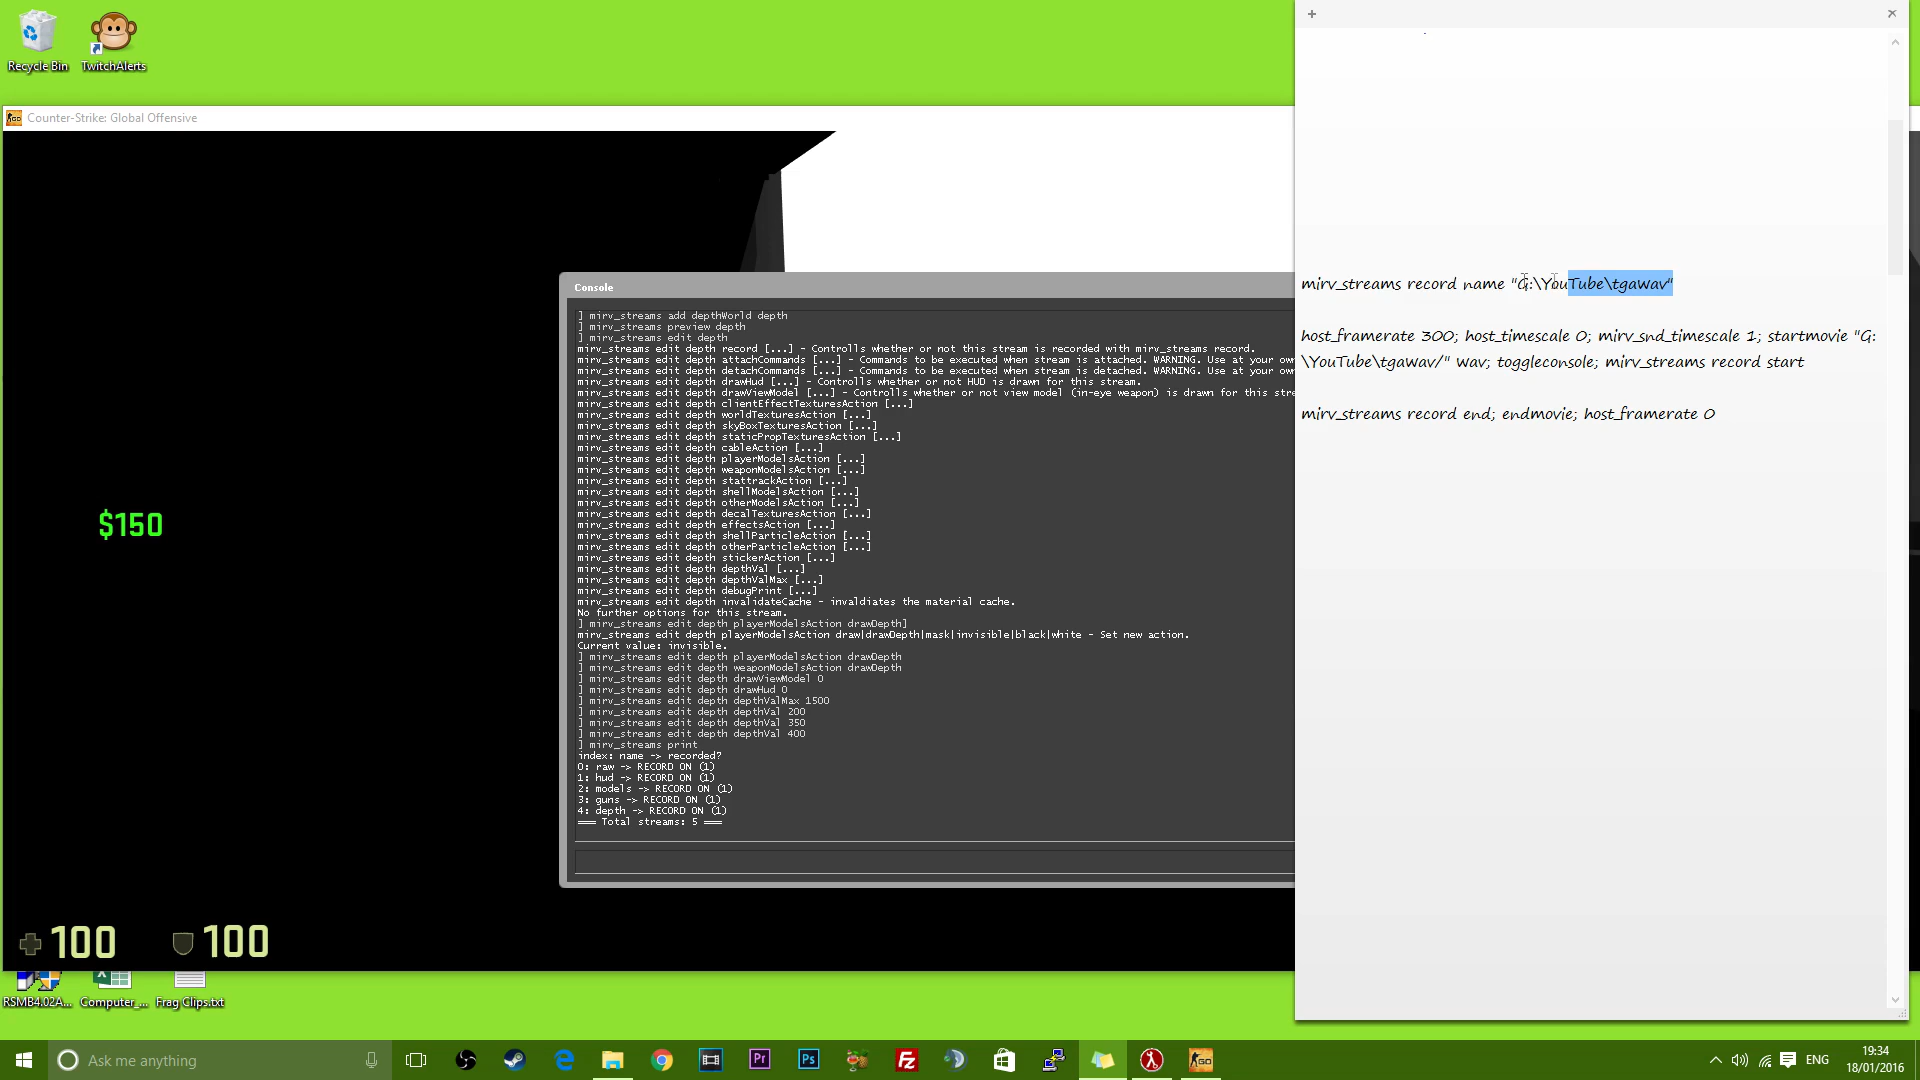 Recycle Bin
TwitchAlerts
Counter-Strike: Global Offensive
$150
100
100
Console
] mirv_streams add depthWorld depth
] mirv_streams preview depth
] mirv_streams edit depth
mirv_streams edit depth record [...] - Controlls whether or not this stream is recorded with mirv_streams record.
mirv_streams edit depth attachCommands [...] - Commands to be executed when stream is attached. WARNING. Use at your own
mirv_streams edit depth detachCommands [...] - Commands to be executed when stream is detached. WARNING. Use at your own
mirv_streams edit depth drawHud [...] - Controlls whether or not HUD is drawn for this stream.
mirv_streams edit depth drawViewModel [...] - Controlls whether or not view model (in-eye weapon) is drawn for this stre
mirv_streams edit depth clientEffectTexturesAction [...]
mirv_streams edit depth worldTexturesAction [...]
mirv_streams edit depth skyBoxTexturesAction [...]
mirv_streams edit depth staticPropTexturesAction [...]
mirv_streams edit depth cableAction [...]
mirv_streams edit depth playerModelsAction [...]
mirv_streams edit depth weaponModelsAction [...]
mirv_streams edit depth stattrackAction [...]
mirv_streams edit depth shellModelsAction [...]
mirv_streams edit depth otherModelsAction [...]
mirv_streams edit depth decalTexturesAction [...]
mirv_streams edit depth effectsAction [...]
mirv_streams edit depth shellParticleAction [...]
mirv_streams edit depth otherParticleAction [...]
mirv_streams edit depth stickerAction [...]
mirv_streams edit depth depthVal [...]
mirv_streams edit depth depthValMax [...]
mirv_streams edit depth debugPrint [...]
mirv_streams edit depth invalidateCache - invaldiates the material cache.
No further options for this stream.
] mirv_streams edit depth playerModelsAction drawDepth]
mirv_streams edit depth playerModelsAction draw|drawDepth|mask|invisible|black|white - Set new action.
Current value: invisible.
] mirv_streams edit depth playerModelsAction drawDepth
] mirv_streams edit depth weaponModelsAction drawDepth
] mirv_streams edit depth drawViewModel 0
] mirv_streams edit depth drawHud 0
] mirv_streams edit depth depthValMax 1500
] mirv_streams edit depth depthVal 200
] mirv_streams edit depth depthVal 350
] mirv_streams edit depth depthVal 400
] mirv_streams print
index: name -> recorded?
0: raw -> RECORD ON (1)
1: hud -> RECORD ON (1)
2: models -> RECORD ON (1)
3: guns -> RECORD ON (1)
4: depth -> RECORD ON (1)
=== Total streams: 5 ===
mirv_streams record name "G:\YouTube\tgaWav"
host_framerate 300; host_timescale 0; mirv_snd_timescale 1; startmovie "G:
\YouTube\tgawav/" wav; toggleconsole; mirv_streams record start
mirv_streams record end; endmovie; host_framerate 0
RSMB4.02A...
Computer_...
Frag Clips.txt
Ask me anything
ENG
19:34
18/01/2016